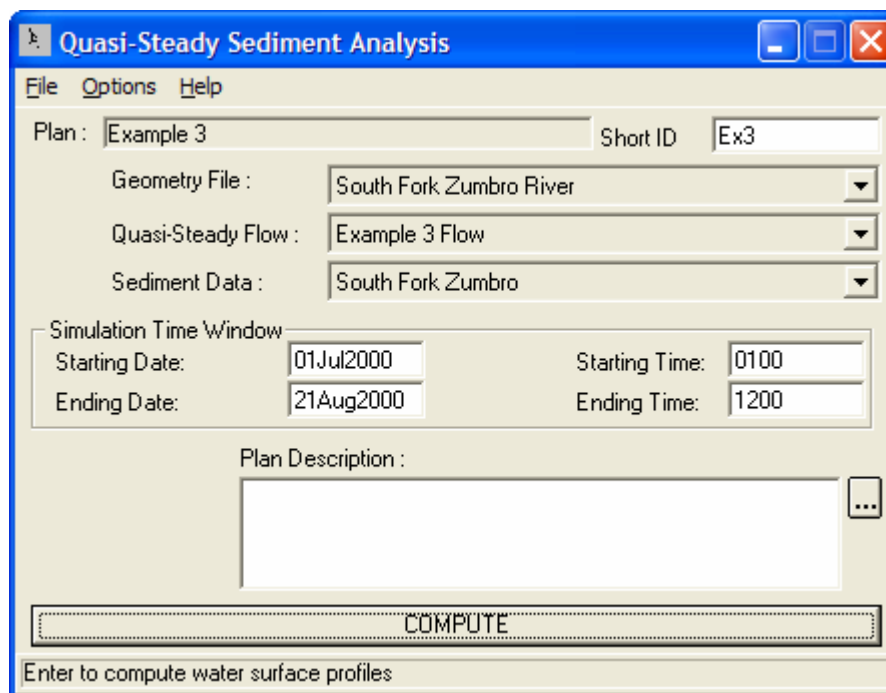 Quasi-Steady Sediment Analysis
File Options Help
Plan : Example 3 Short ID Ex3
Geometry File : South Fork Zumbro River
Quasi-Steady Flow : Example 3 Flow
Sediment Data : South Fork Zumbro
Simulation Time Window
Starting Date: 01Jul2000 Starting Time: 0100
Ending Date: 21Aug2000 Ending Time: 1200
Plan Description :
...
COMPUTE
Enter to compute water surface profiles